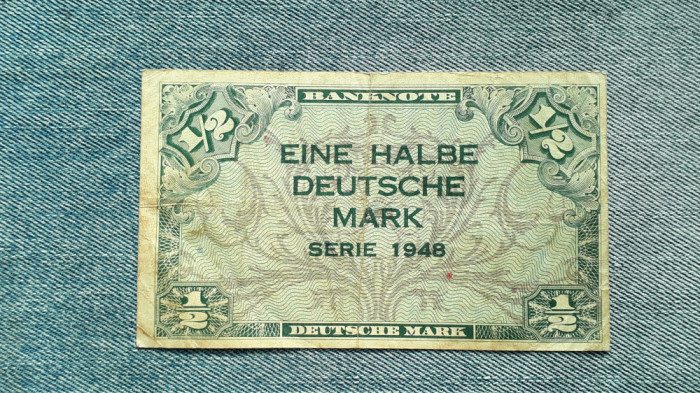 BANKNOTE
1/2 1/2
EINE HALBE
DEUTSCHE
MARK
SERIE 1948
1/2 1/2
DEUTSCHE MARK